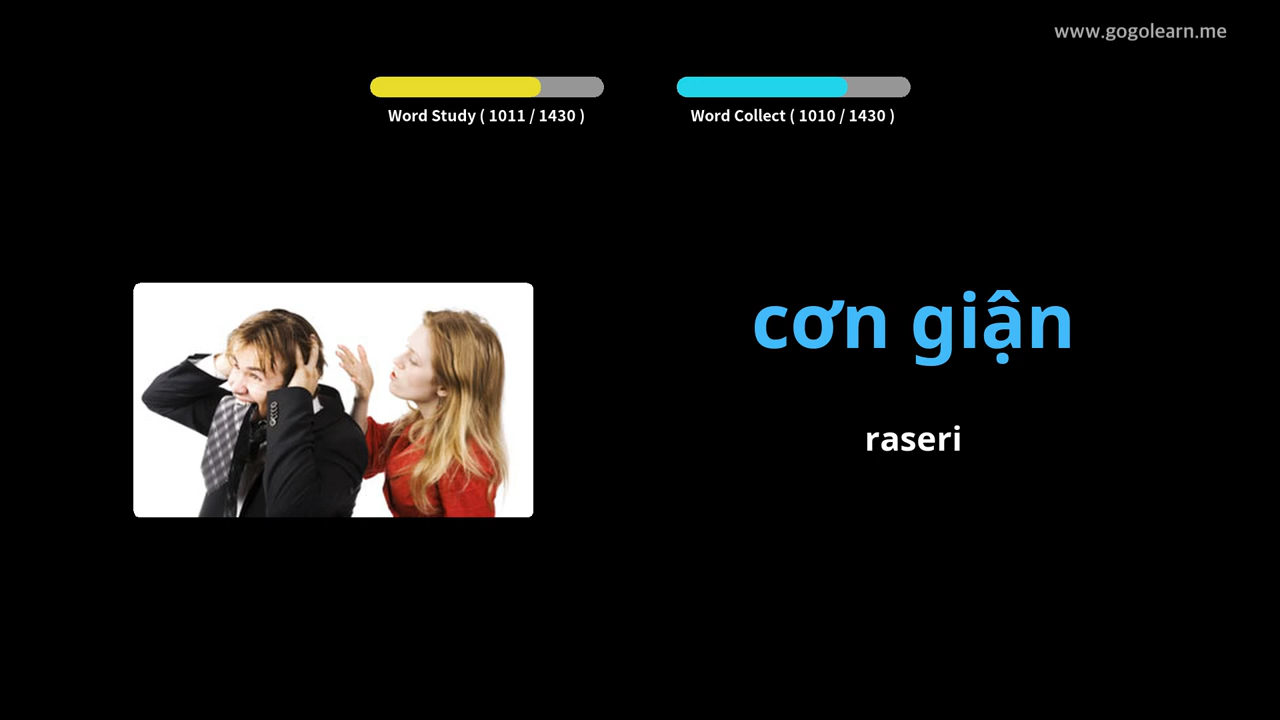 www.gogolearn.me
Word Study ( 1011 / 1430 )
Word Collect ( 1010 / 1430 )
cơn giận
raseri